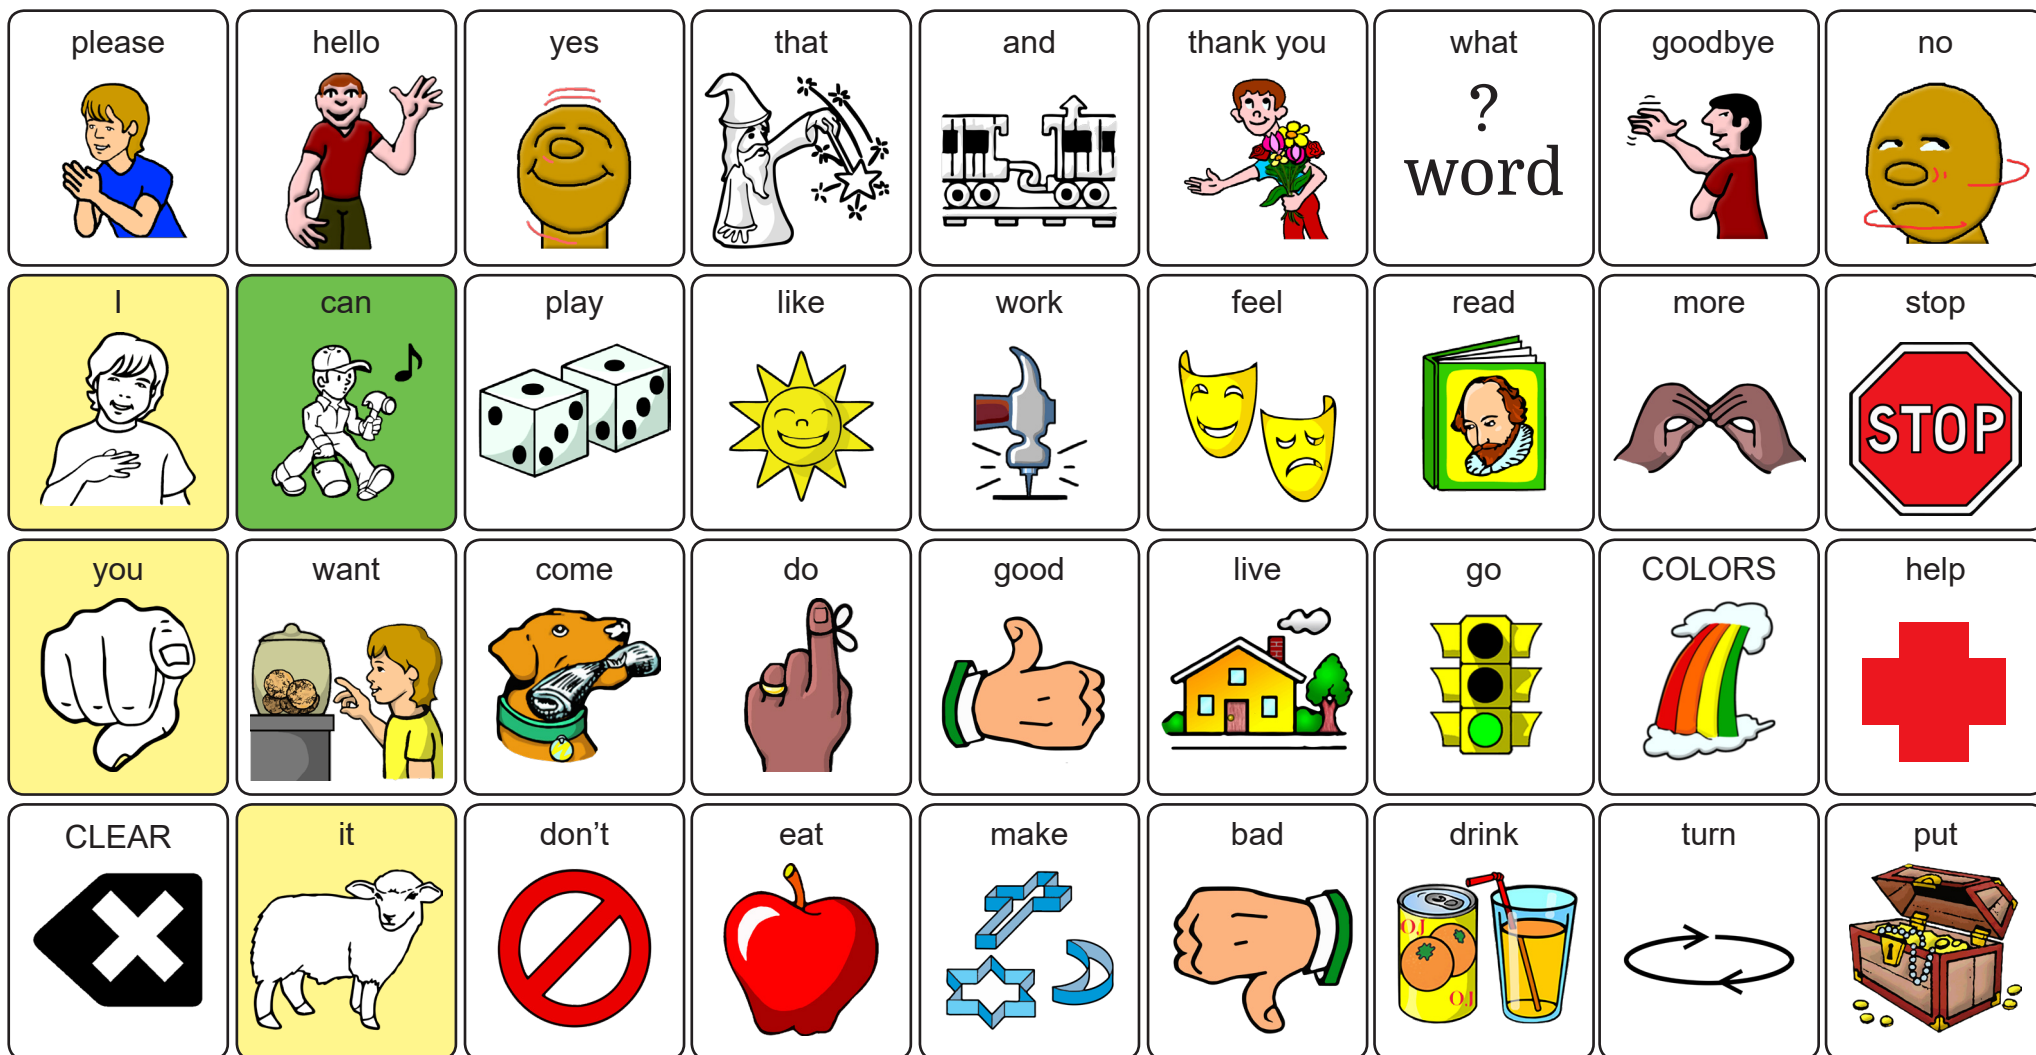 please hello yes that and thank you what goodbye no
?
word
I can play like work feel read more stop
STOP
you want come do good live go COLORS help
CLEAR it don’t eat make bad drink turn put
OJ
OJ